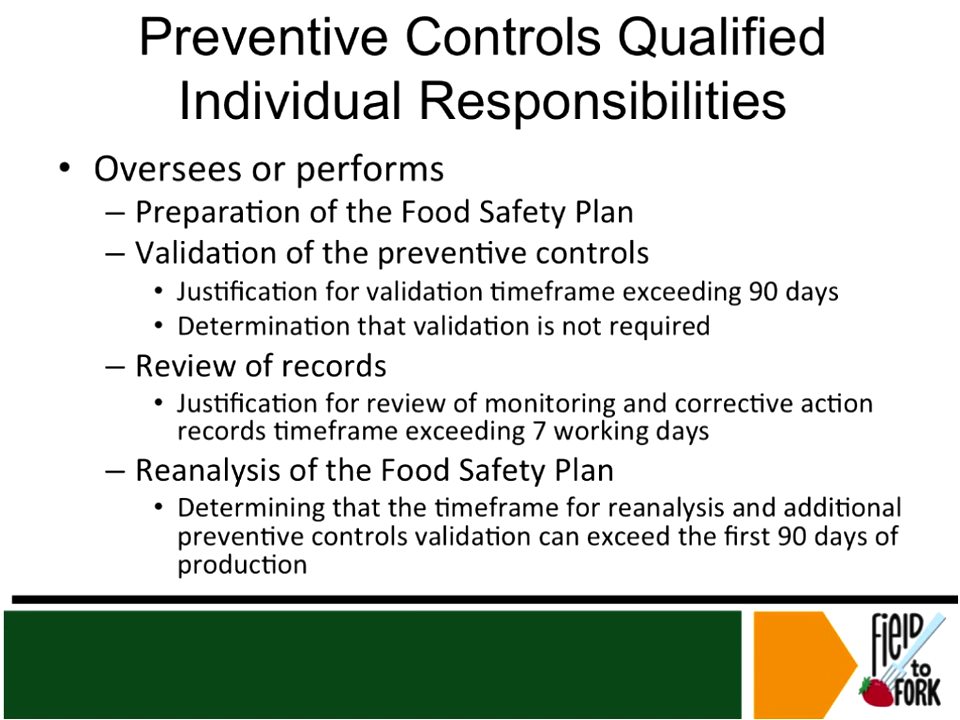 Preventive Controls Qualified
Individual Responsibilities
• Oversees or performs
– Preparation of the Food Safety Plan
– Validation of the preventive controls
• Justification for validation timeframe exceeding 90 days
• Determination that validation is not required
– Review of records
• Justification for review of monitoring and corrective action
records timeframe exceeding 7 working days
– Reanalysis of the Food Safety Plan
• Determining that the timeframe for reanalysis and additional
preventive controls validation can exceed the first 90 days of
production
FielD
to
FORK